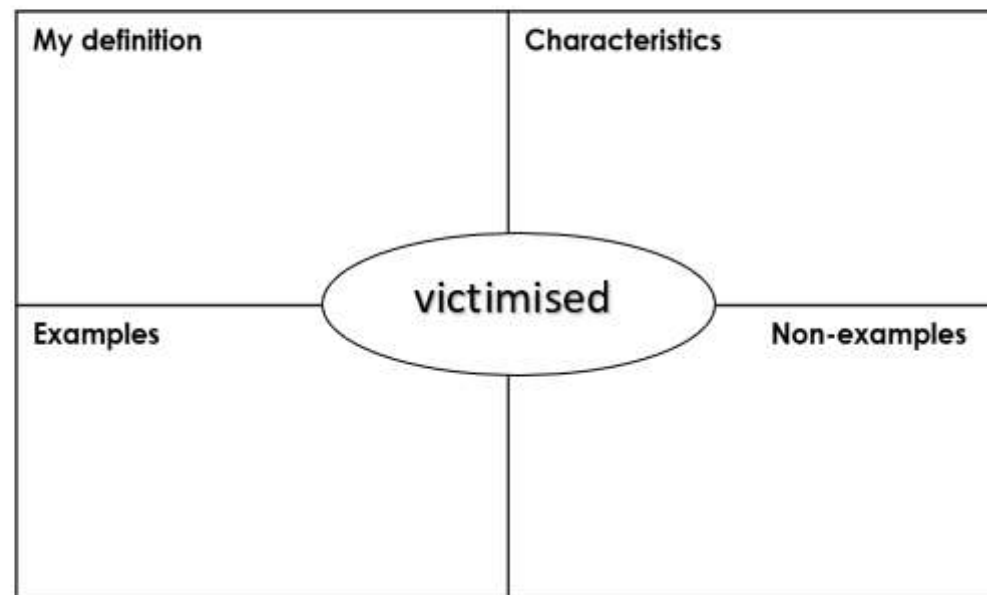 My definition
Characteristics
victimised
Examples
Non-examples